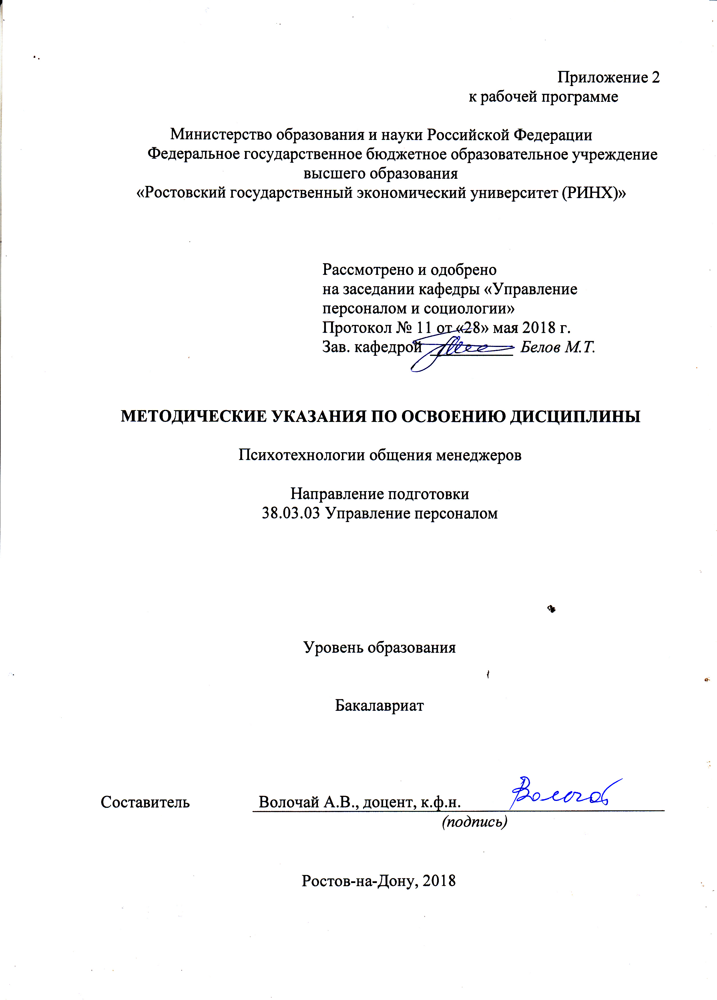 Приложение 2
к рабочей программе
Министерство образования и науки Российской Федерации
Федеральное государственное бюджетное образовательное учреждение
высшего образования
«Ростовский государственный экономический университет (РИНХ)»
Рассмотрено и одобрено
на заседании кафедры «Управление
персоналом и социологии»
Протокол № 11 от «28» мая 2018 г.
Зав. кафедрой __________ Белов М.Т.
МЕТОДИЧЕСКИЕ УКАЗАНИЯ ПО ОСВОЕНИЮ ДИСЦИПЛИНЫ
Психотехнологии общения менеджеров
Направление подготовки
38.03.03 Управление персоналом
Уровень образования
Бакалавриат
Составитель Волочай А.В., доцент, к.ф.н.
(подпись)
Ростов-на-Дону, 2018